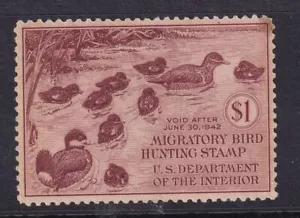 VOID AFTER
JUNE 30, 1942
$1
MIGRATORY BIRD
HUNTING STAMP
U. S. DEPARTMENT
OF THE INTERIOR